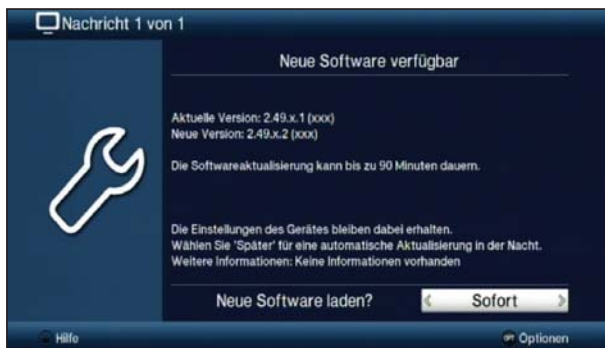 Nachricht 1 von 1
Neue Software verfügbar
Aktuelle Version: 2.49.x.1 (xxx)
Neue Version: 2.49.x.2 (xxx)
Die Softwareaktualisierung kann bis zu 90 Minuten dauern.
Die Einstellungen des Gerätes bleiben dabei erhalten.
Wählen Sie 'Später' für eine automatische Aktualisierung in der Nacht.
Weitere Informationen: Keine Informationen vorhanden
Neue Software laden? Sofort
Hilfe OPT Optionen